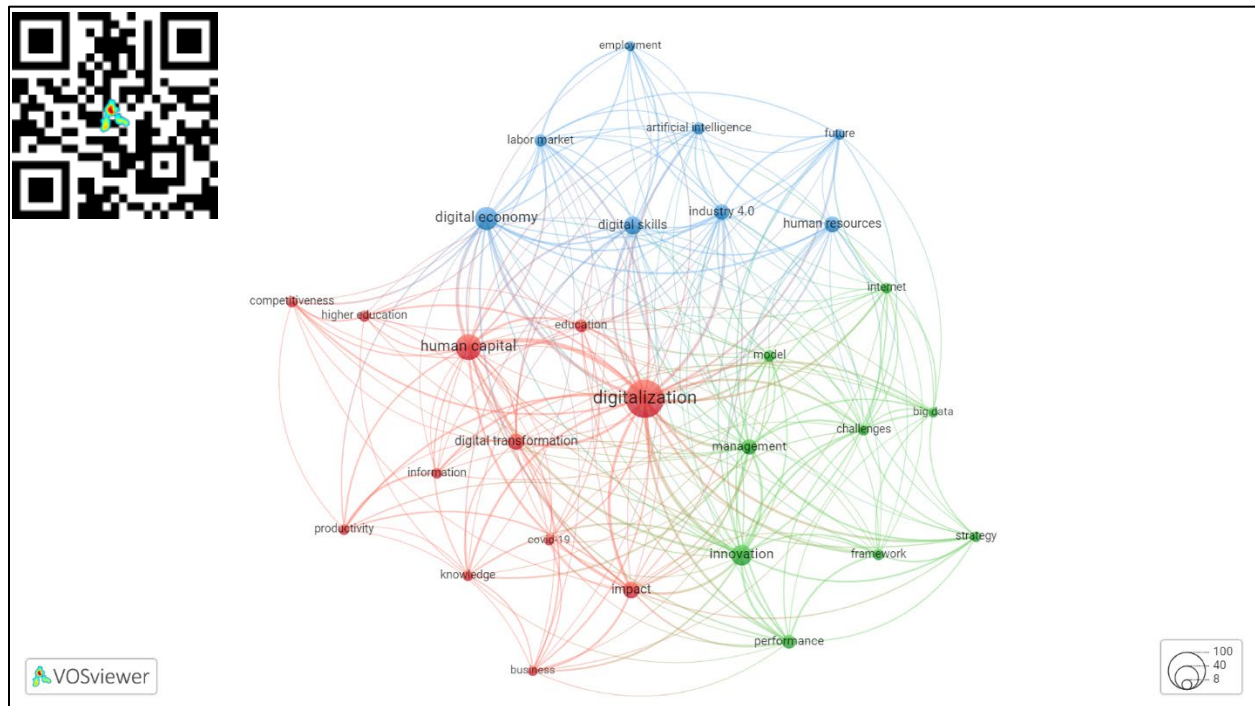 employment
artificial intelligence
future
labor market
digital economy
digital skills
industry 4.0
human resources
internet
competitiveness
higher education
education
human capital
model
digitalization
big data
challenges
digital transformation
management
information
productivity
covid-19
innovation
framework
strategy
knowledge
impact
performance
business
VOSviewer
100
40
8